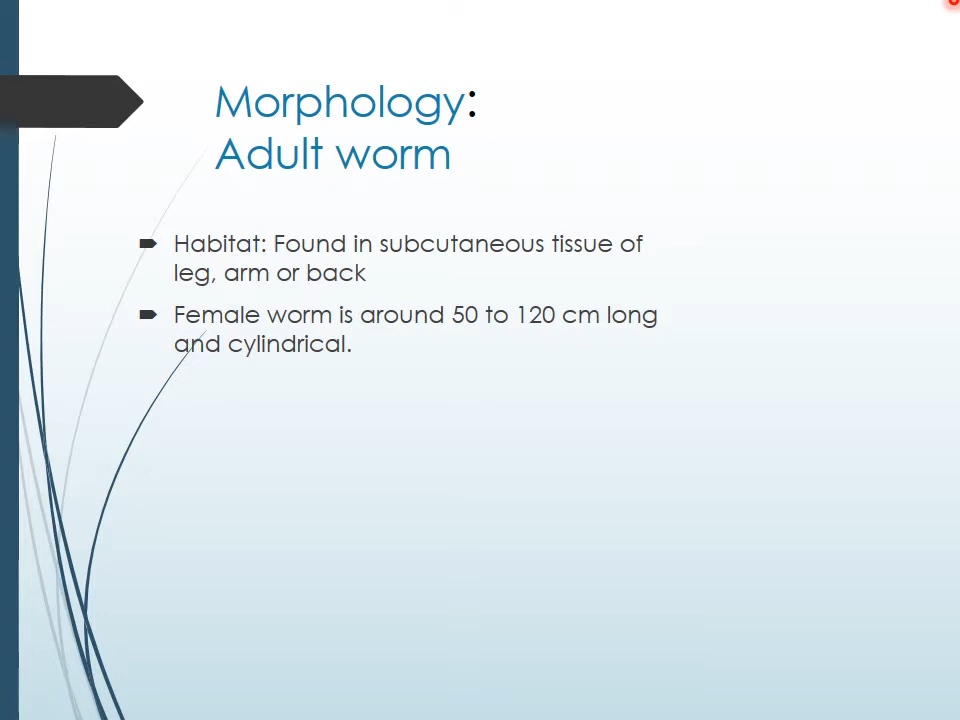 Morphology:
Adult worm
Habitat: Found in subcutaneous tissue of
leg, arm or back
Female worm is around 50 to 120 cm long
and cylindrical.